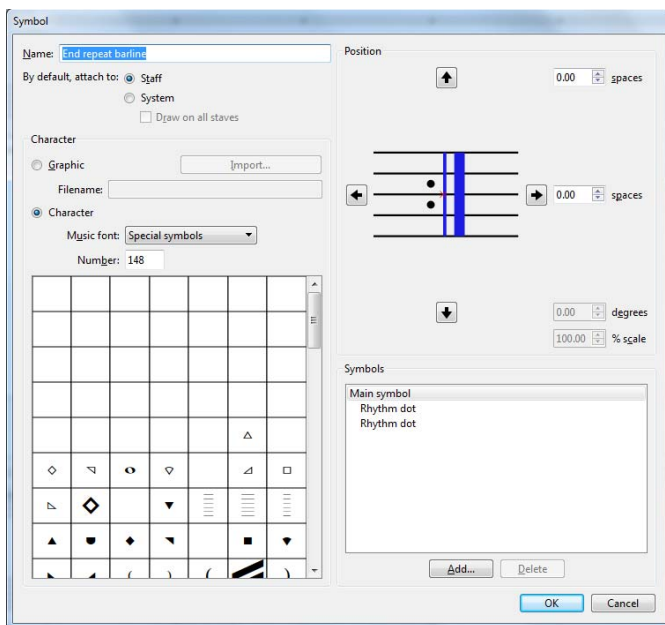 Symbol
Name: End repeat barline
By default, attach to: Staff
System
Draw on all staves
Character
Graphic
Import...
Filename:
Character
Music font: Special symbols
Number: 148
Position
0.00 spaces
0.00 spaces
0.00 degrees
100.00 % scale
Symbols
Main symbol
Rhythm dot
Rhythm dot
Add...
Delete
OK
Cancel